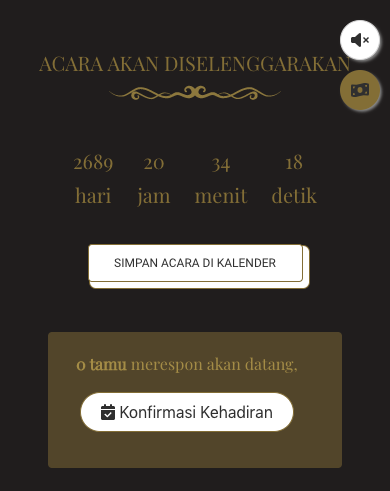 ACARA AKAN DISELENGGARAKAN
2689 20 34 18
hari jam menit detik
SIMPAN ACARA DI KALENDER
0 tamu merespon akan datang,
Konfirmasi Kehadiran